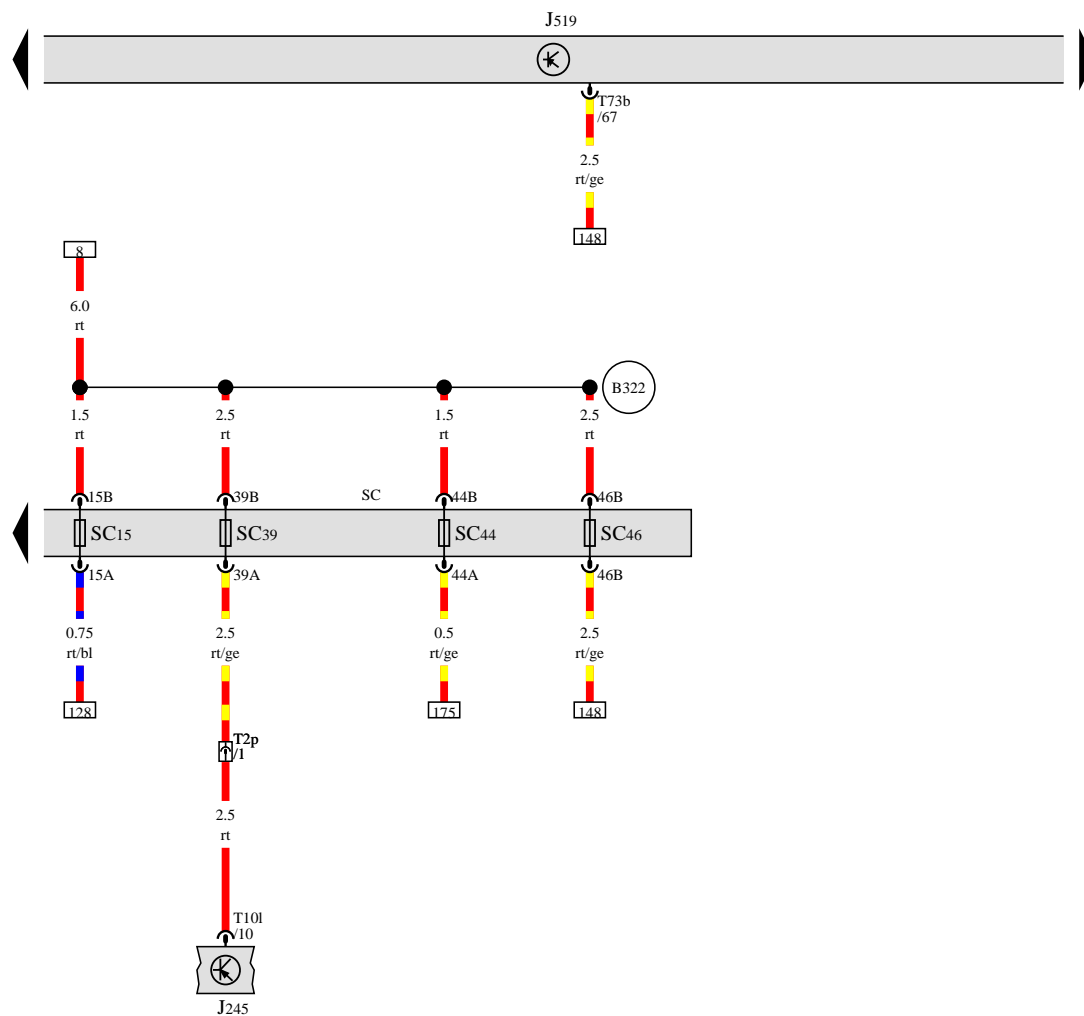 J519
T73b
/67
2.5
rt/ge
148
8
6.0
rt
B322
1.5
rt
2.5
rt
1.5
rt
2.5
rt
15B
39B
SC
44B
46B
SC15
SC39
SC44
SC46
15A
39A
44A
46B
0.75
rt/bl
2.5
rt/ge
0.5
rt/ge
2.5
rt/ge
128
175
148
T2p
/1
2.5
rt
T10l
/10
J245